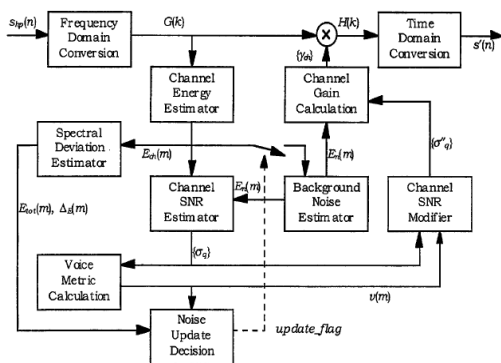 s_hp(n)
Frequency
Domain
Conversion
G(k)
H(k)
Time
Domain
Conversion
s'(n)
{γ_ch}
Channel
Energy
Estimator
Channel
Gain
Calculation
Spectral
Deviation
Estimator
E_ch(m)
E_n(m)
{σ"_q}
E_n(m)
E_tot(m), Δ_E(m)
Channel
SNR
Estimator
Background
Noise
Estimator
Channel
SNR
Modifier
{σ_q}
Voice
Metric
Calculation
v(m)
Noise
Update
Decision
update_flag